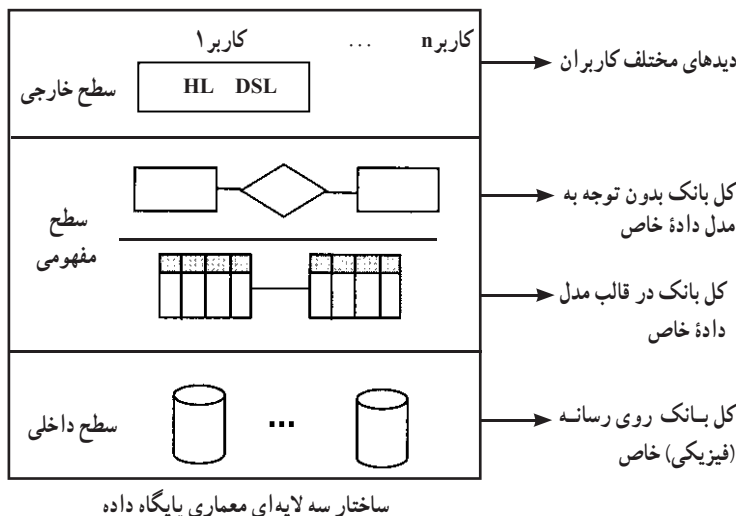 کاربر n ... کاربر ۱
دیدهای مختلف کاربران
سطح خارجی
HL DSL
کل بانک بدون توجه به
مدل دادهٔ خاص
سطح
مفهومی
کل بانک در قالب مدل
دادهٔ خاص
سطح داخلی
...
کل بانک روی رسانه
(فیزیکی) خاص
ساختار سه لایه‌ای معماری پایگاه داده